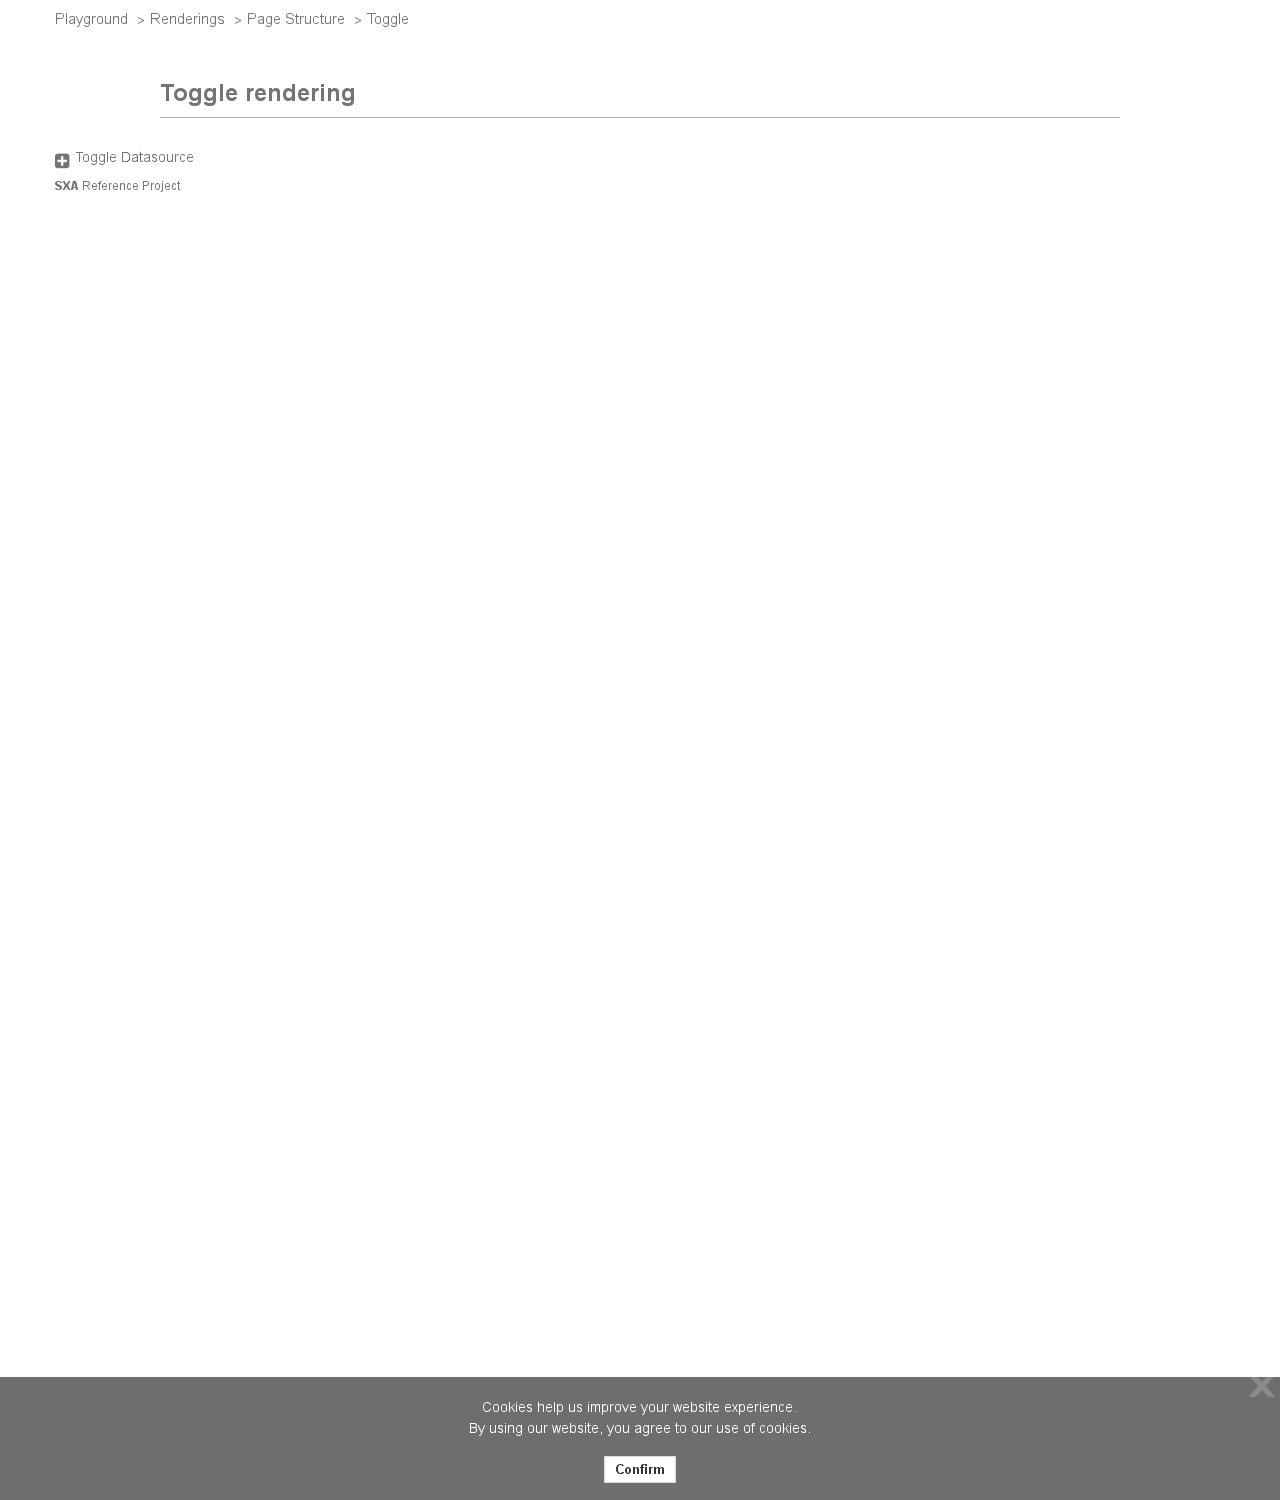 Playground > Renderings > Page Structure > Toggle
Toggle rendering
Toggle Datasource
SXA Reference Project
X
Cookies help us improve your website experience.
By using our website, you agree to our use of cookies.
Confirm